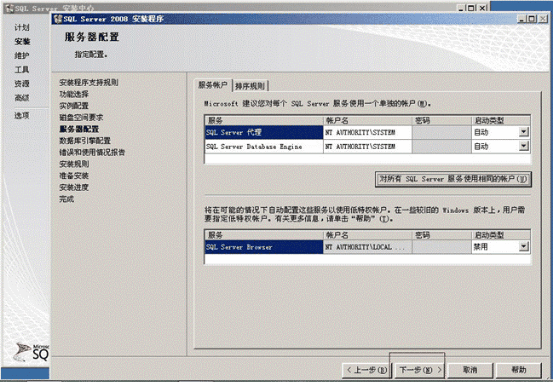 SQL Server 安装中心
SQL Server 2008 安装程序
计划
安装
维护
工具
资源
高级
选项
服务器配置
指定配置。
安装程序支持规则
功能选择
实例配置
磁盘空间要求
服务器配置
数据库引擎配置
错误和使用情况报告
安装规则
准备安装
安装进度
完成
服务帐户 排序规则
Microsoft 建议您对每个 SQL Server 服务使用一个单独的帐户(M)。
服务 帐户名 密码 启动类型
SQL Server 代理 NT AUTHORITY\SYSTEM 自动
SQL Server Database Engine NT AUTHORITY\SYSTEM 自动
对所有 SQL Server 服务使用相同的帐户(U)
将在可能的情况下自动配置这些服务以使用低特权帐户。在一些较旧的 Windows 版本上,用户需
要指定低特权帐户。有关更多信息,请单击“帮助”(T)。
服务 帐户名 密码 启动类型
SQL Server Browser NT AUTHORITY\LOCAL ... 禁用
Micros
SQ
< 上一步(B) 下一步(N) > 取消 帮助